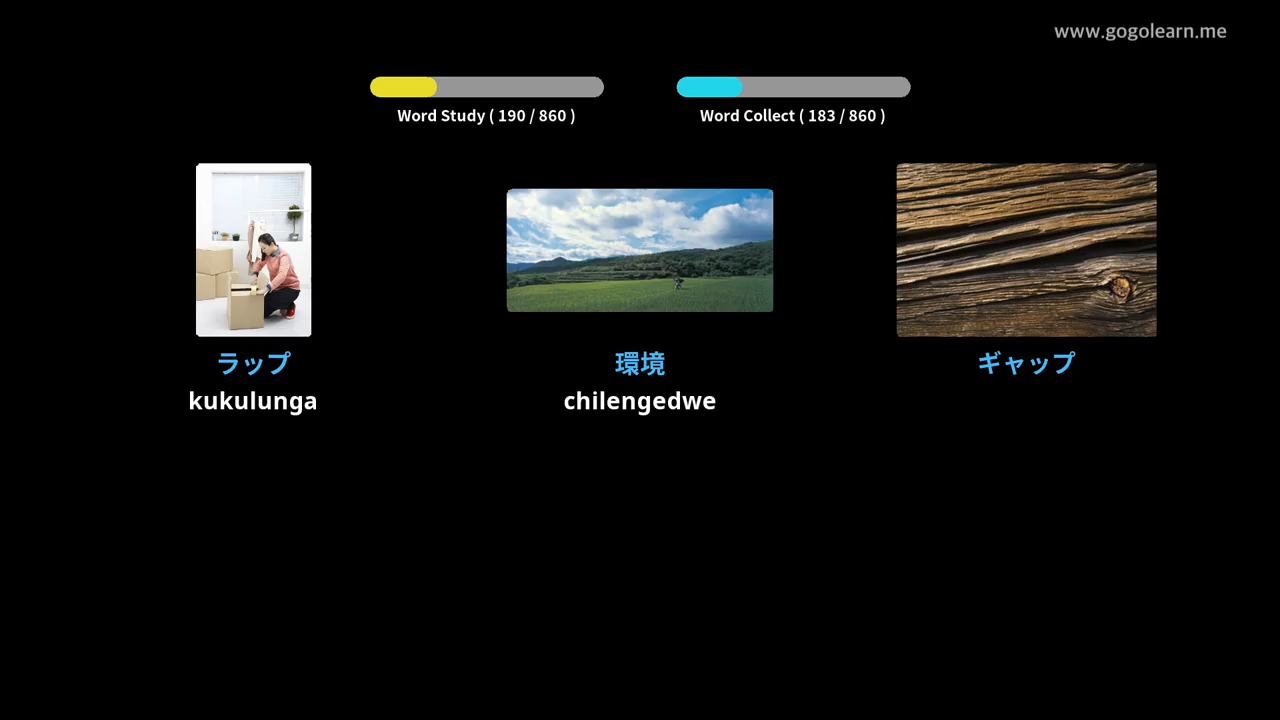 www.gogolearn.me
Word Study ( 190 / 860 )
Word Collect ( 183 / 860 )
ラップ
kukulunga
環境
chilengedwe
ギャップ